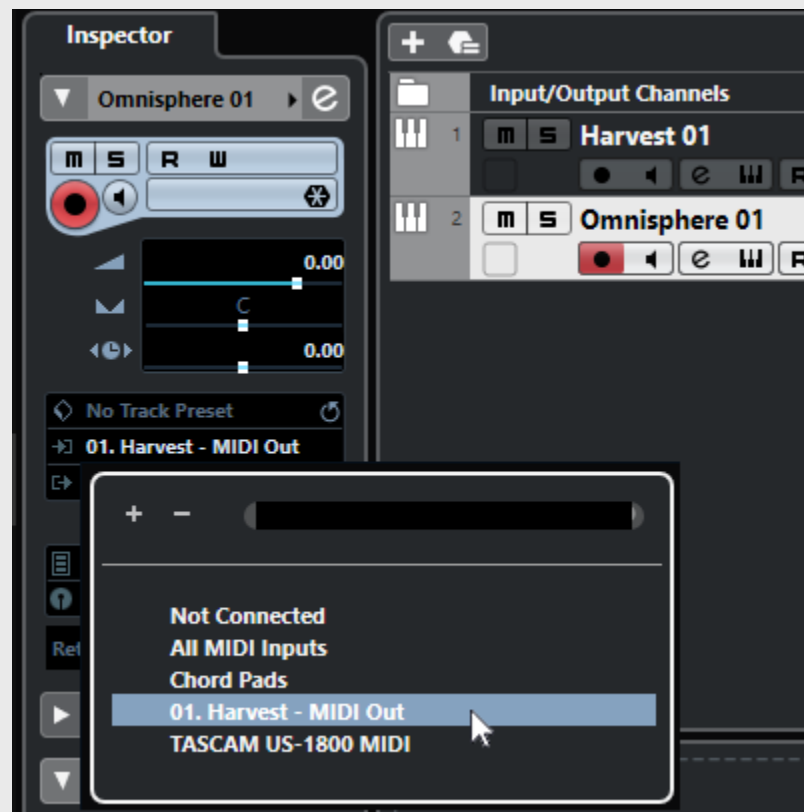 Inspector
Omnisphere 01
m S R W
0.00
C
0.00
No Track Preset
01. Harvest - MIDI Out
Ret
Input/Output Channels
1 m S Harvest 01
e R
2 m S Omnisphere 01
e R
+ −
Not Connected
All MIDI Inputs
Chord Pads
01. Harvest - MIDI Out
TASCAM US-1800 MIDI